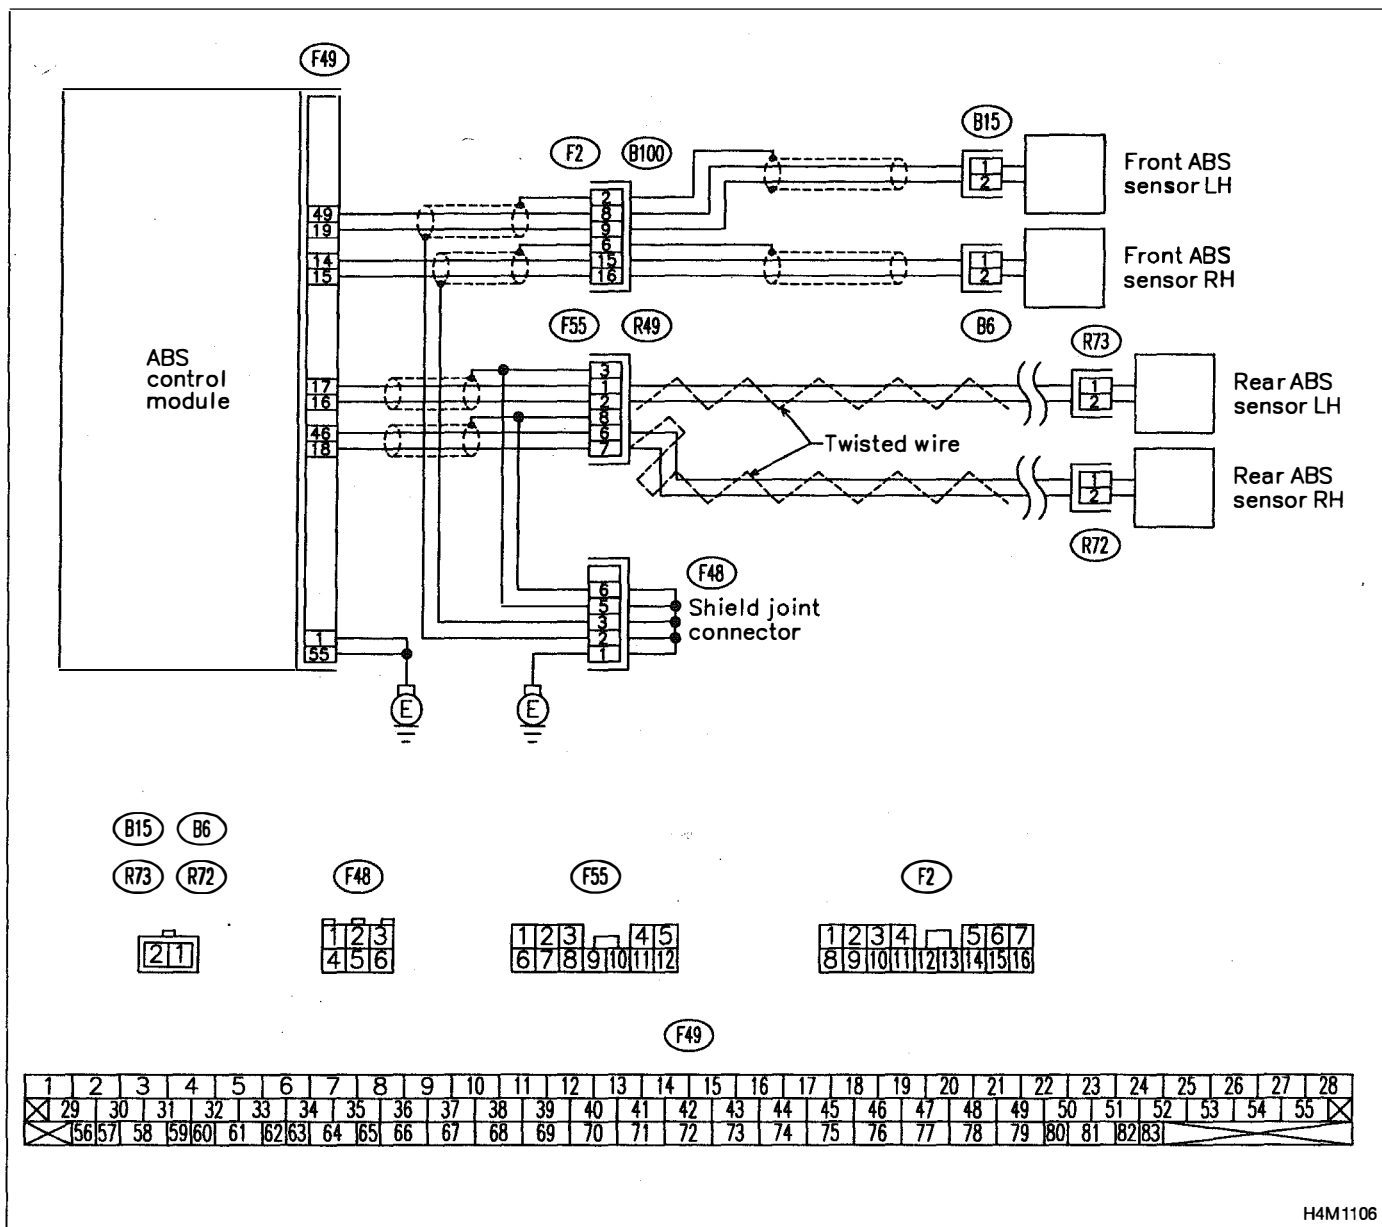 F49
F2 B100
B15
1
2
Front ABS
sensor LH
49
19
14
15
2
8
9
6
15
16
1
2
Front ABS
sensor RH
F55 R49
B6
R73
ABS
control
module
17
16
46
18
3
1
2
8
6
7
1
2
Rear ABS
sensor LH
Twisted wire
1
2
Rear ABS
sensor RH
R72
F48
Shield joint
connector
6
5
3
2
1
1
55
E E
B15 B6
R73 R72 F48 F55 F2
2 1
1 2 3
4 5 6
1 2 3 4 5
6 7 8 9 10 11 12
1 2 3 4 5 6 7
8 9 10 11 12 13 14 15 16
F49
1 2 3 4 5 6 7 8 9 10 11 12 13 14 15 16 17 18 19 20 21 22 23 24 25 26 27 28
29 30 31 32 33 34 35 36 37 38 39 40 41 42 43 44 45 46 47 48 49 50 51 52 53 54 55
56 57 58 59 60 61 62 63 64 65 66 67 68 69 70 71 72 73 74 75 76 77 78 79 80 81 82 83
H4M1106